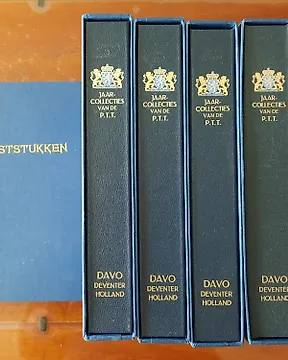 STSTUKKEN
JAAR-
COLLECTIES
VAN DE
P.T.T.
DAVO
DEVENTER
HOLLAND
JAAR-
COLLECTIES
VAN DE
P.T.T.
DAVO
DEVENTER
HOLLAND
JAAR-
COLLECTIES
VAN DE
P.T.T.
DAVO
DEVENTER
HOLLAND
JAAR-
COLLECTIES
VAN DE
P.T.T.
DAVO
DEVENTER
HOLLAND